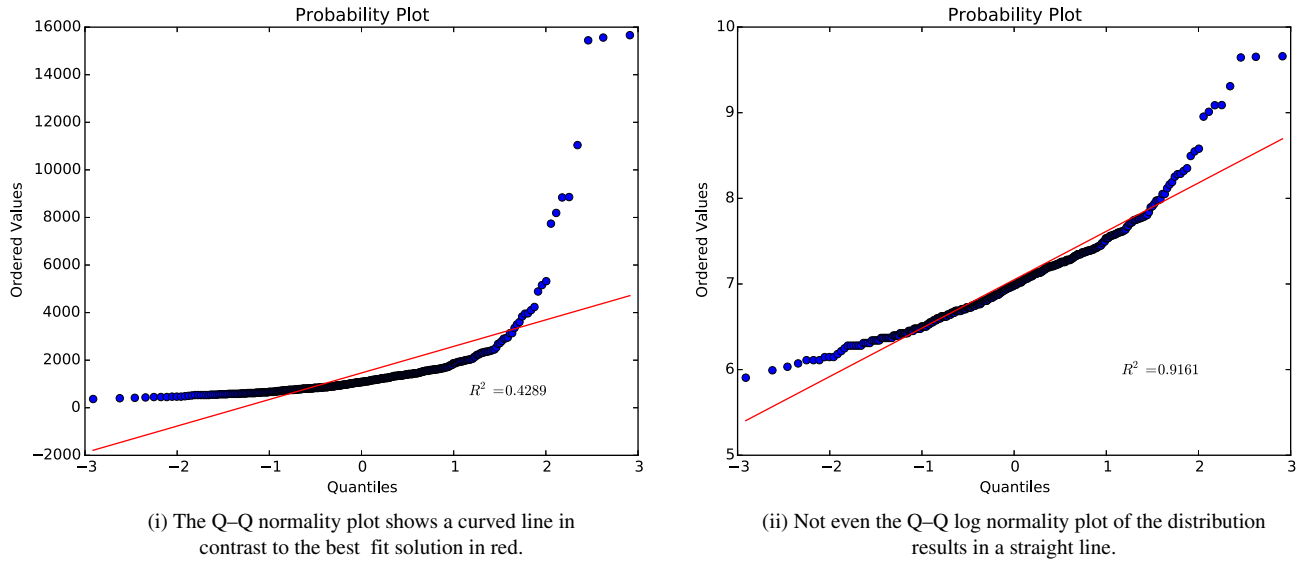 Probability Plot
16000
14000
12000
10000
8000
6000
4000
2000
0
−2000
Ordered Values
R² =0.4289
−3 −2 −1 0 1 2 3
Quantiles
(i) The Q–Q normality plot shows a curved line in
contrast to the best fit solution in red.
Probability Plot
10
9
8
7
6
5
Ordered Values
R² =0.9161
−3 −2 −1 0 1 2 3
Quantiles
(ii) Not even the Q–Q log normality plot of the distribution
results in a straight line.